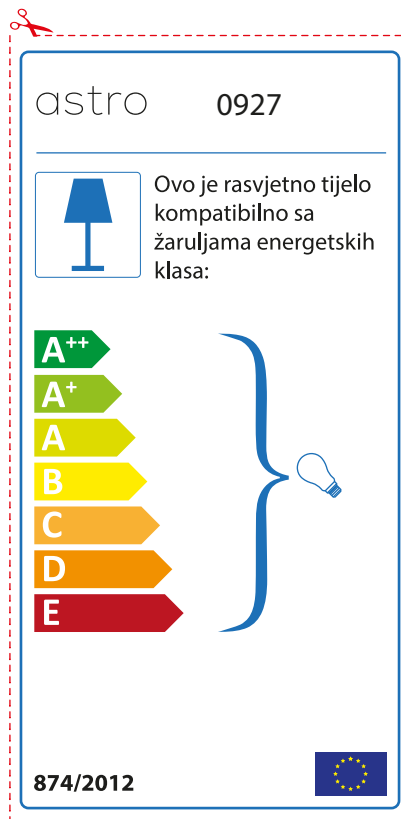 astro 0927
Ovo je rasvjetno tijelo
kompatibilno sa
žaruljama energetskih
klasa:
A++
A+
A
B
C
D
E
874/2012